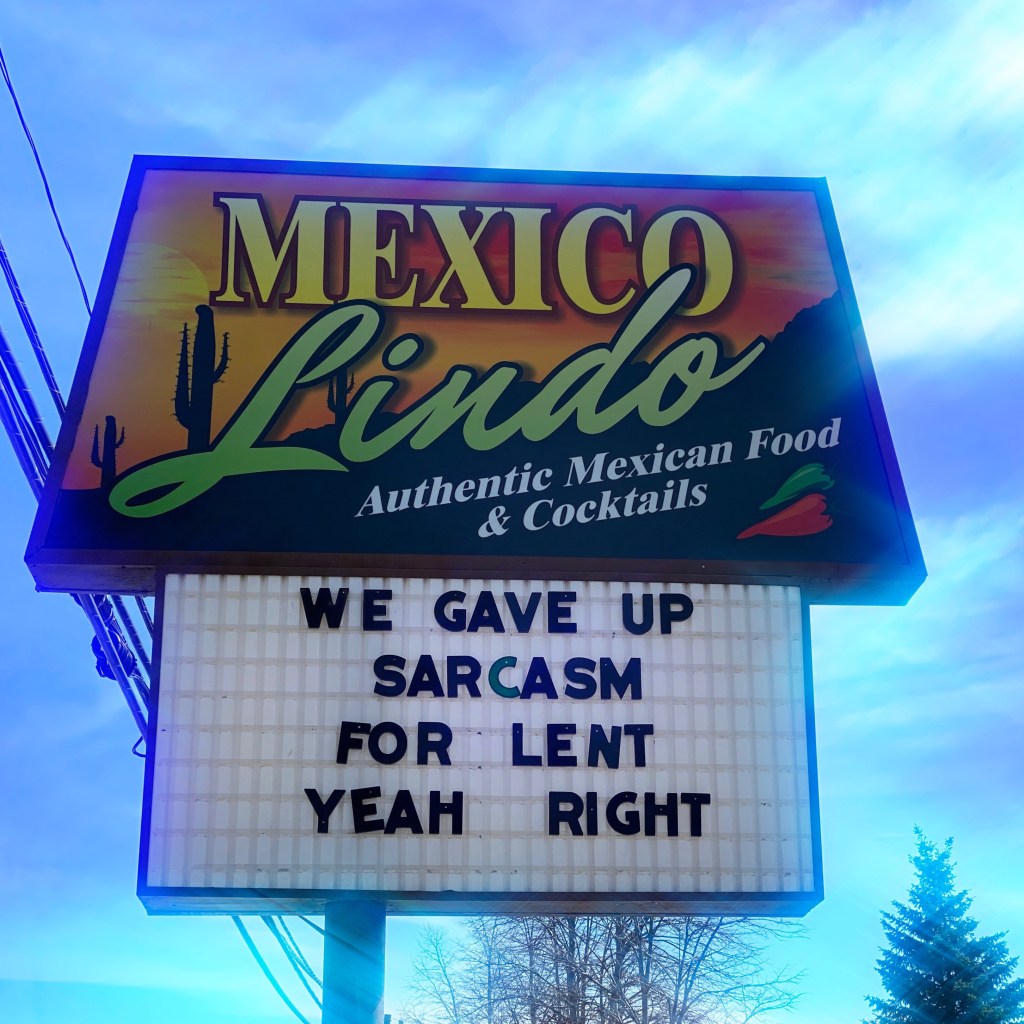 MEXICO
Lindo
Authentic Mexican Food
& Cocktails
WE GAVE UP
SARCASM
FOR LENT
YEAH RIGHT